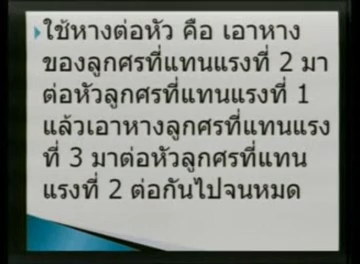 ใช้หางต่อหัว คือ เอาหาง
ของลูกศรที่แทนแรงที่ 2 มา
ต่อหัวลูกศรที่แทนแรงที่ 1
แล้วเอาหางลูกศรที่แทนแรง
ที่ 3 มาต่อหัวลูกศรที่แทน
แรงที่ 2 ต่อกันไปจนหมด